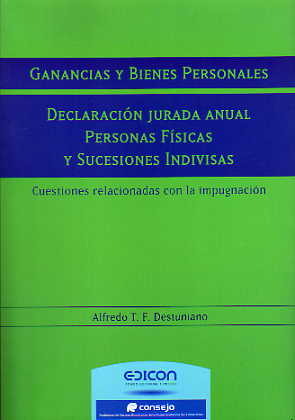 GANANCIAS Y BIENES PERSONALES
DECLARACIÓN JURADA ANUAL
PERSONAS FÍSICAS
Y SUCESIONES INDIVISAS
Cuestiones relacionadas con la impugnación
Alfredo T. F. Destuniano
EDICON
consejo